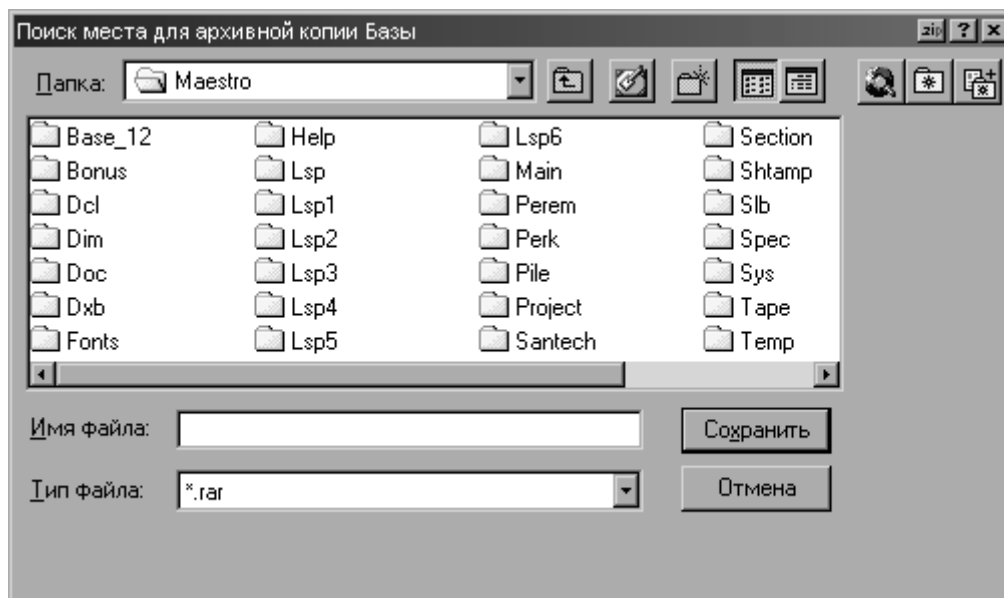 Поиск места для архивной копии Базы zip ? x
Папка: Maestro
Base_12 Help Lsp6 Section
Bonus Lsp Main Shtamp
Dcl Lsp1 Perem Slb
Dim Lsp2 Perk Spec
Doc Lsp3 Pile Sys
Dxb Lsp4 Project Tape
Fonts Lsp5 Santech Temp
Имя файла: Сохранить
Тип файла: *.rar Отмена